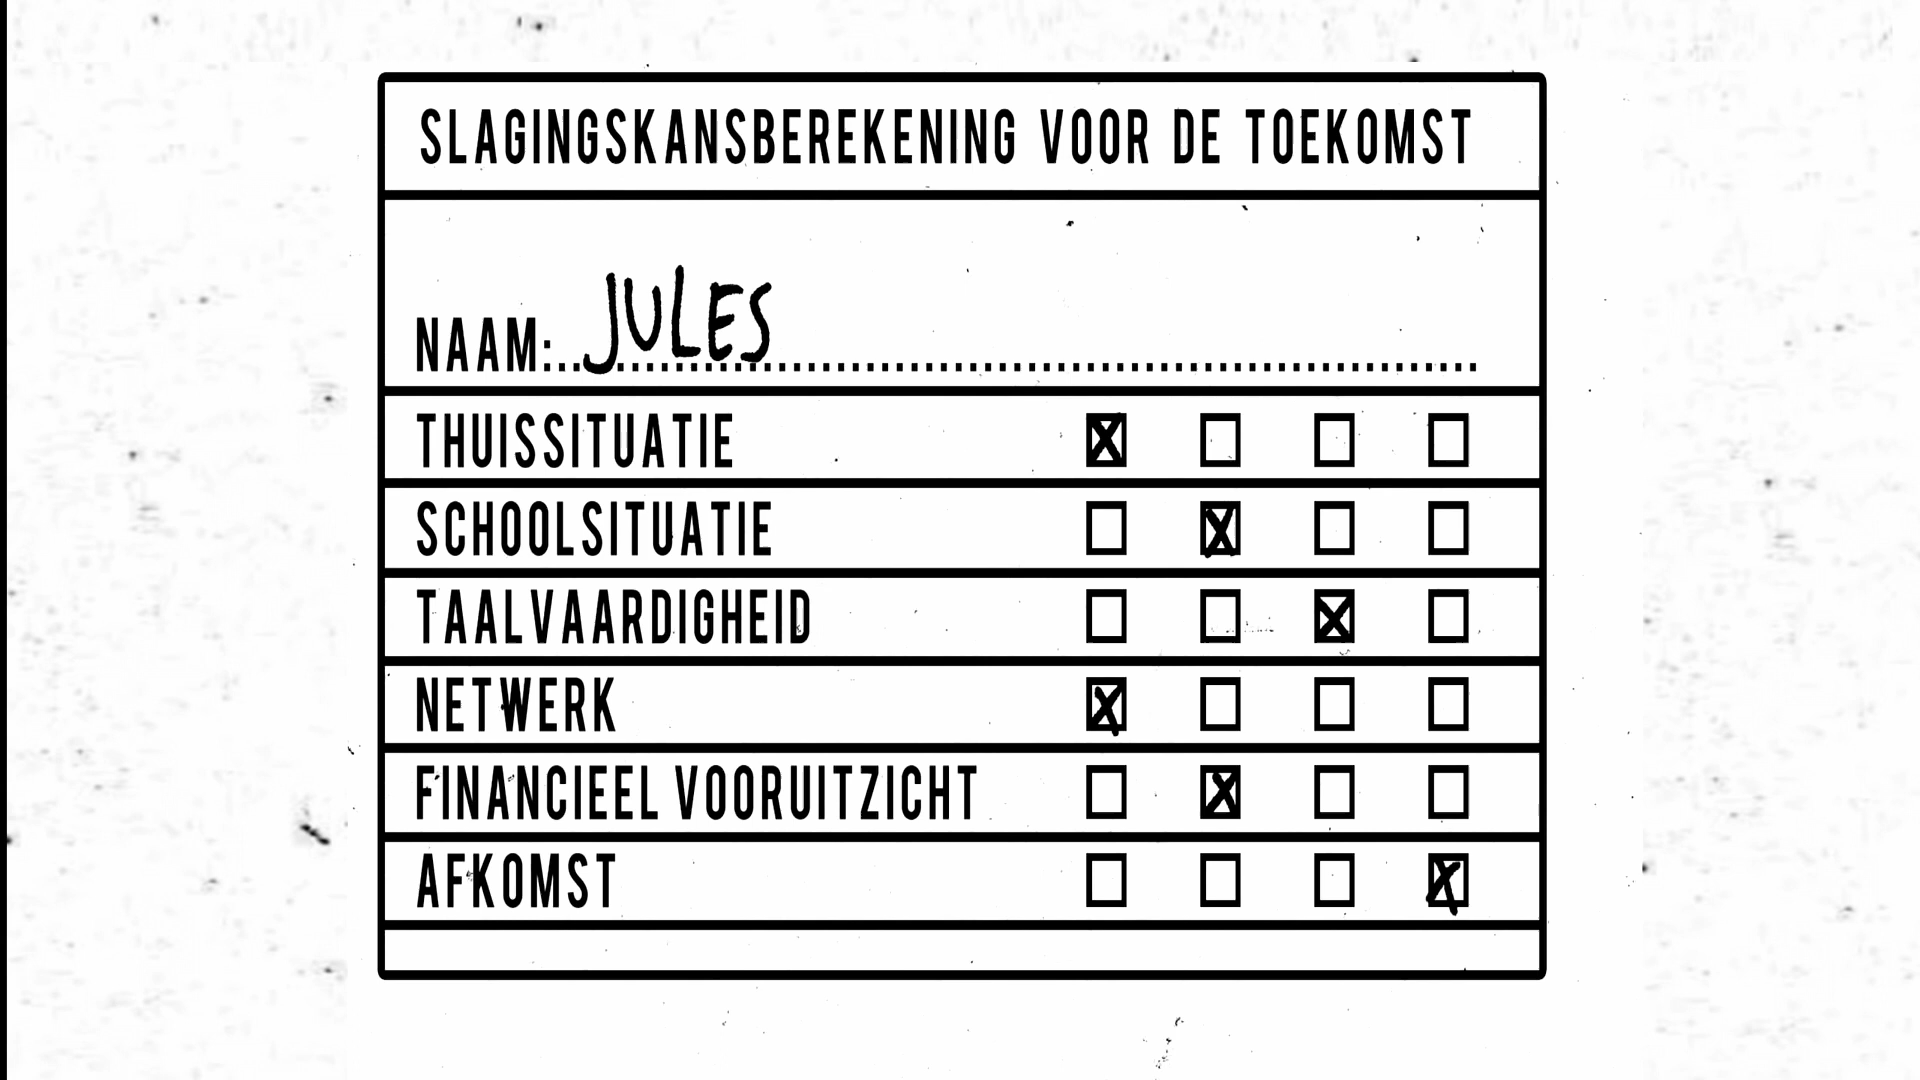 SLAGINGSKANSBEREKENING VOOR DE TOEKOMST
NAAM: JULES
THUISSITUATIE
SCHOOLSITUATIE
TAALVAARDIGHEID
NETWERK
FINANCIEEL VOORUITZICHT
AFKOMST